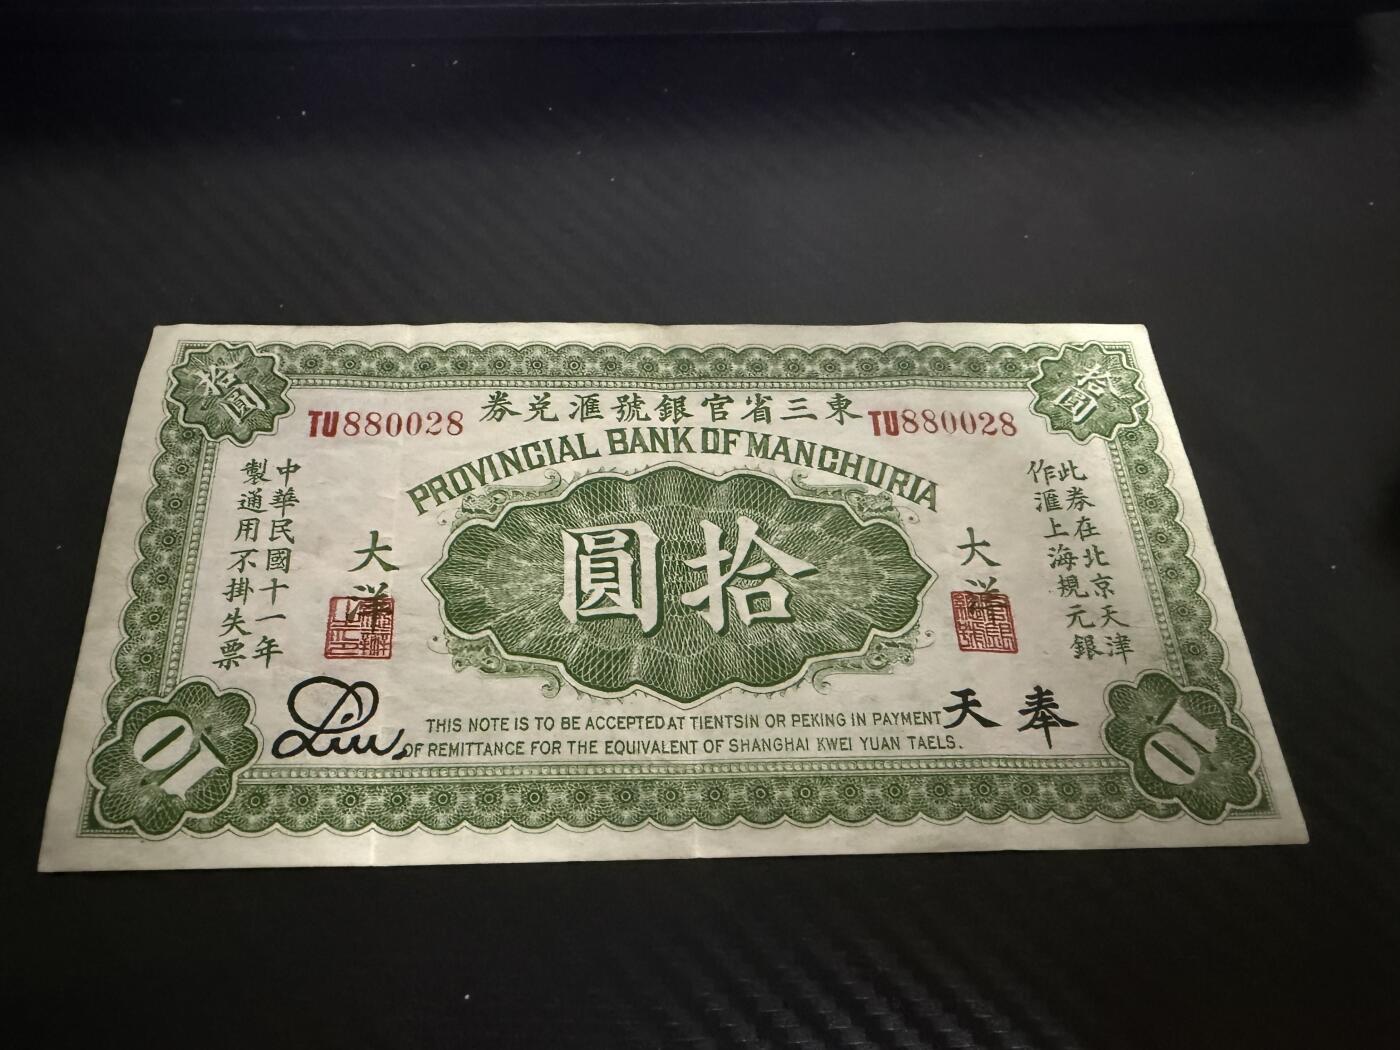 東三省官銀號滙兌券
TU880028
TU880028
PROVINCIAL BANK OF MANCHURIA
拾圓
拾圓
拾圓
大洋
大洋
此券在北京天津
作滙上海規元銀
中華民國十一年
製通用不掛失票
奉天
THIS NOTE IS TO BE ACCEPTED AT TIENTSIN OR PEKING IN PAYMENT
OF REMITTANCE FOR THE EQUIVALENT OF SHANGHAI KWEI YUAN TAELS.
10
10